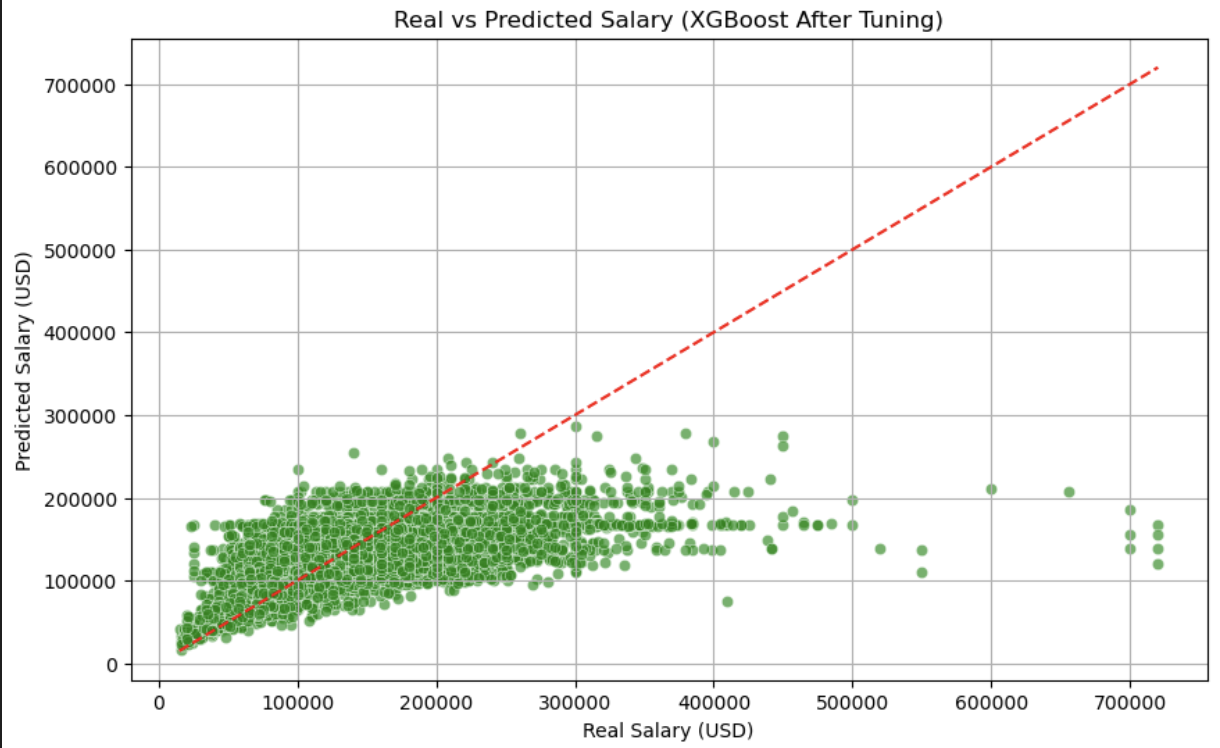 Real vs Predicted Salary (XGBoost After Tuning)
Predicted Salary (USD)
700000
600000
500000
400000
300000
200000
100000
0
0 100000 200000 300000 400000 500000 600000 700000
Real Salary (USD)